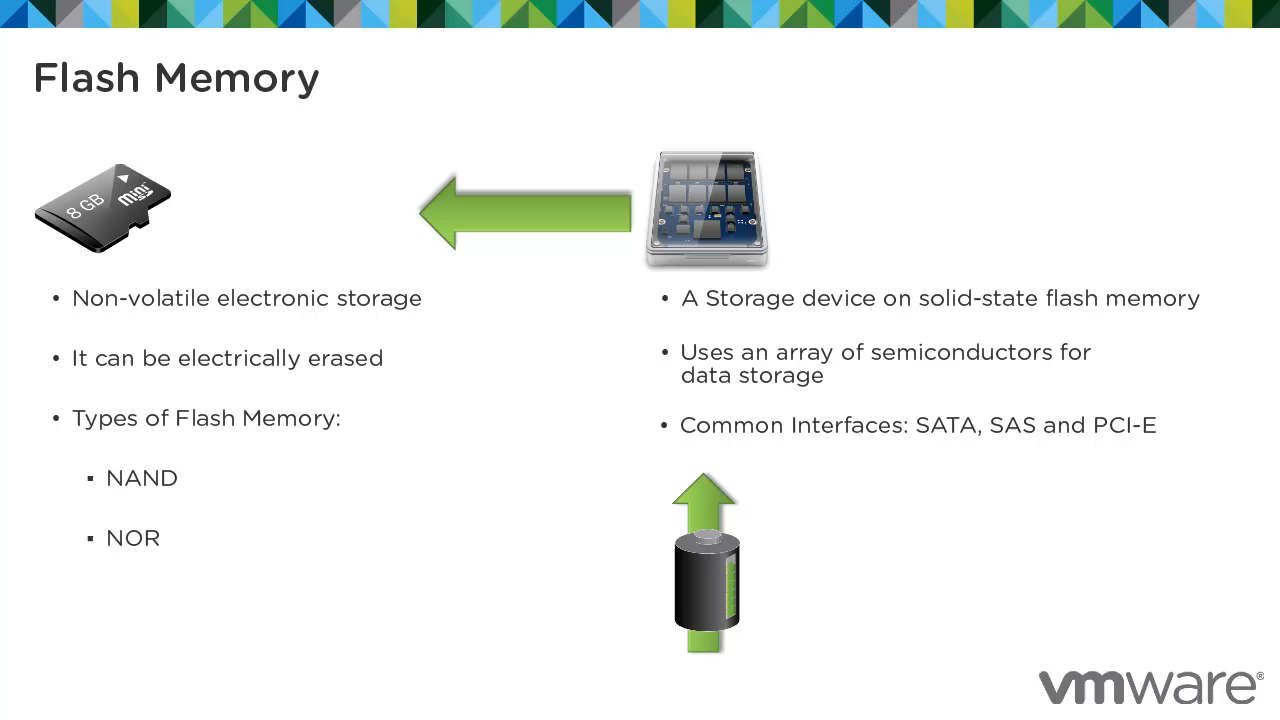 Flash Memory
8 GB
mini
• Non-volatile electronic storage
• It can be electrically erased
• Types of Flash Memory:
▪ NAND
▪ NOR
• A Storage device on solid-state flash memory
• Uses an array of semiconductors for
data storage
• Common Interfaces: SATA, SAS and PCI-E
vmware®